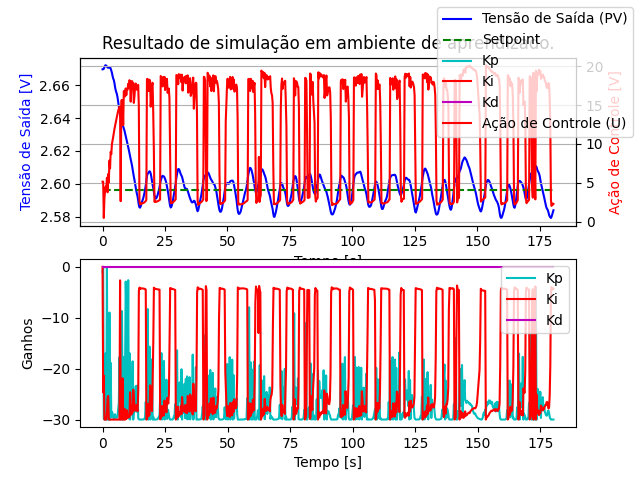 Resultado de simulação em ambiente de aprendizado.
Tensão de Saída (PV)
Setpoint
Kp
Ki
Kd
Ação de Controle (U)
Tensão de Saída [V]
2.66
2.64
2.62
2.60
2.58
20
15
10
5
0
Ação de Controle [V]
0 25 50 75 100 125 150 175
Tempo [s]
Kp
Ki
Kd
Ganhos
0
−10
−20
−30
0 25 50 75 100 125 150 175
Tempo [s]